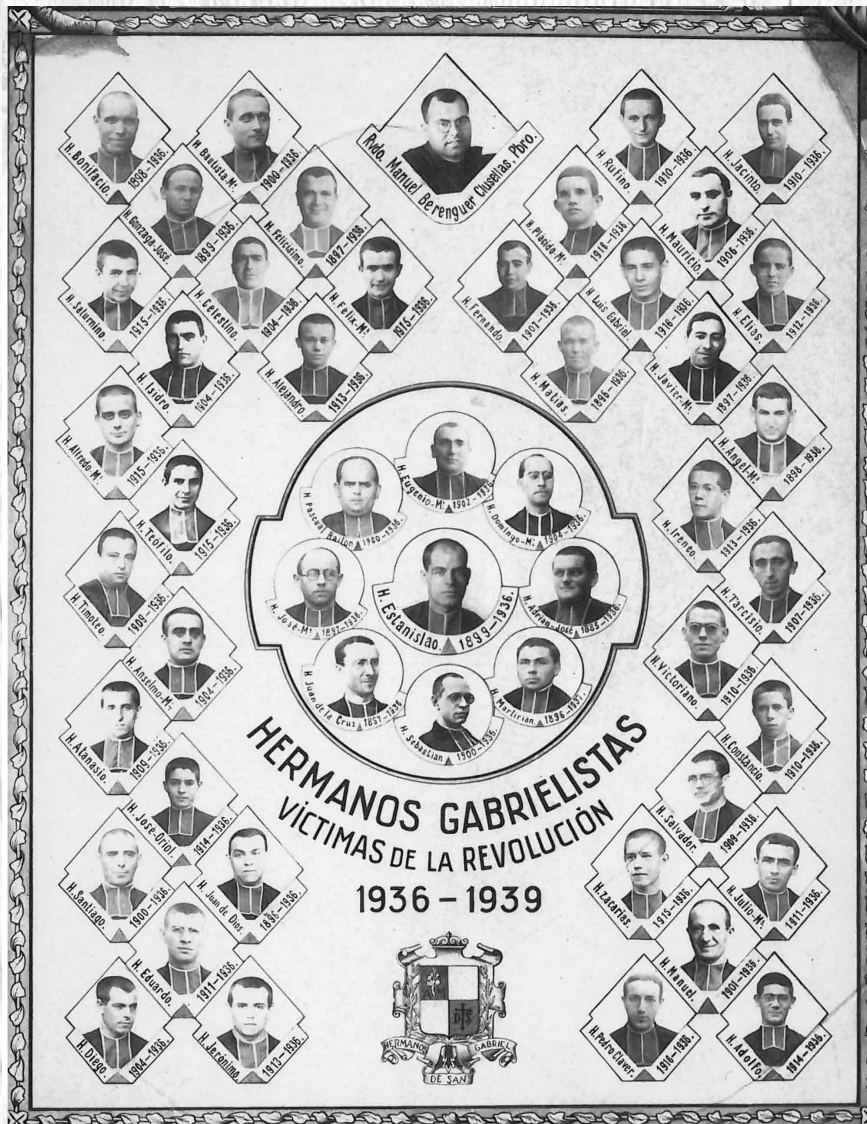 H. Bonifacio.
1898-1936.
H. Bautista-Mª.
1900-1936.
Rvdo. Manuel Berenguer Clusellas, Pbro.
H. Rufino.
1910-1936.
H. Jacinto.
1910-1936.
H. Gonzaga-José.
1899-1936.
H. Felicísimo.
1897-1936.
H. Plácido-Mª.
1916-1936.
H. Mauricio.
1906-1936.
H. Saturnino.
1915-1936.
H. Celestino.
1904-1936.
H. Félix-Mª.
1915-1936.
H. Fernando.
1907-1936.
H. Luis Gabriel.
1916-1936.
H. Elías.
1912-1936.
H. Isidro.
1904-1936.
H. Alejandro.
1913-1936.
H. Matías.
1896-1936.
H. Javier-Mª.
1897-1936.
H. Alfredo-Mª.
1915-1936.
H. Angel-Mª.
1898-1936.
H. Teófilo.
1915-1936.
H. Ireneo.
1913-1936.
H. Timoteo.
1909-1936.
H. Tarcisio.
1907-1936.
H. Anselmo-Mª.
1904-1936.
H. Victoriano.
1910-1936.
H. Atanasio.
1909-1936.
H. Constancio.
1910-1936.
H. José-Oriol.
1914-1936.
H. Salvador.
1909-1936.
H. Santiago.
1900-1936.
H. Juan de Dios.
1896-1936.
H. Zacarías.
1915-1936.
H. Julio-Mª.
1911-1936.
H. Eduardo.
1911-1936.
H. Manuel.
1901-1936.
H. Diego.
1904-1936.
H. Jerónimo.
1913-1936.
H. Pedro Claver.
1916-1936.
H. Adolfo.
1914-1936.
H. Eugenio-Mª. 1902-1936
H. Pascual Bailón 1900-1936.
H. Domingo-Mª. 1904-1936.
H. José-Mª. 1897-1936.
H. Estanislao. 1899-1936.
H. Adrián-José 1885-1936.
H. Juan de la Cruz 1857-1936
H. Sebastián 1900-1936.
H. Martirián 1896-1937.
HERMANOS GABRIELISTAS
VÍCTIMAS DE LA REVOLUCIÓN
1936-1939
HERMANOS
DE SAN
GABRIEL